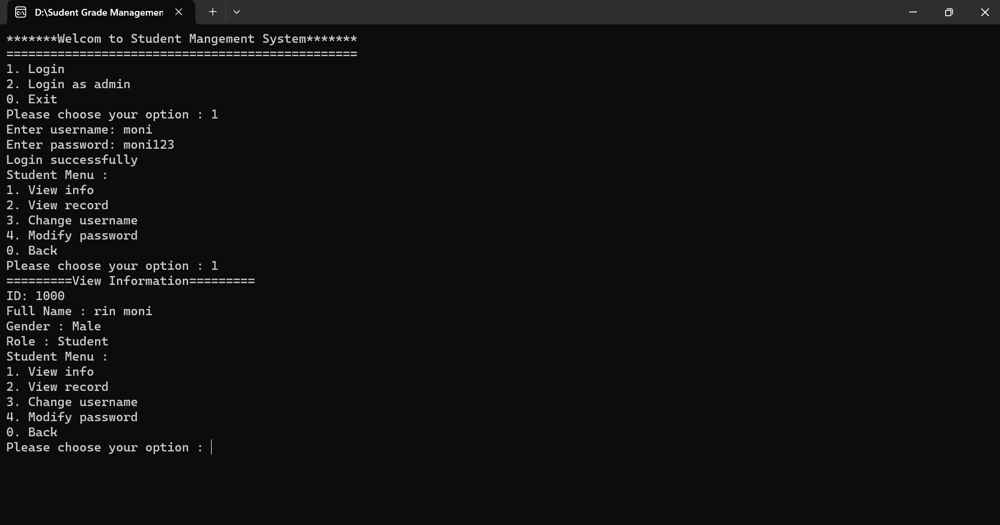 D:\Sudent Grade Managemen
*******Welcom to Student Mangement System*******
================================================
1. Login
2. Login as admin
0. Exit
Please choose your option : 1
Enter username: moni
Enter password: moni123
Login successfully
Student Menu :
1. View info
2. View record
3. Change username
4. Modify password
0. Back
Please choose your option : 1
=========View Information=========
ID: 1000
Full Name : rin moni
Gender : Male
Role : Student
Student Menu :
1. View info
2. View record
3. Change username
4. Modify password
0. Back
Please choose your option :